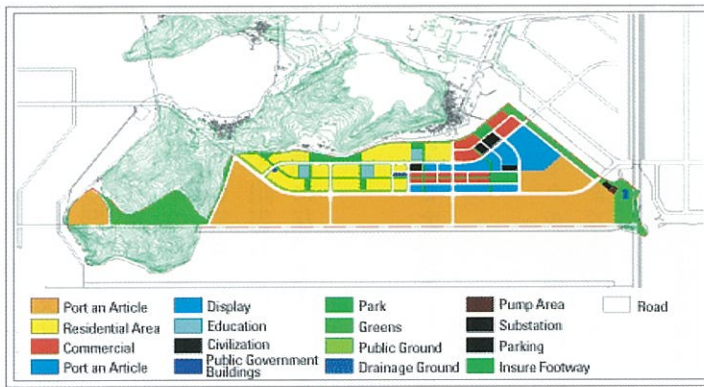 Port an Article
Residential Area
Commercial
Port an Article
Display
Education
Civilization
Public Government
Buildings
Park
Greens
Public Ground
Drainage Ground
Pump Area
Substation
Parking
Insure Footway
Road